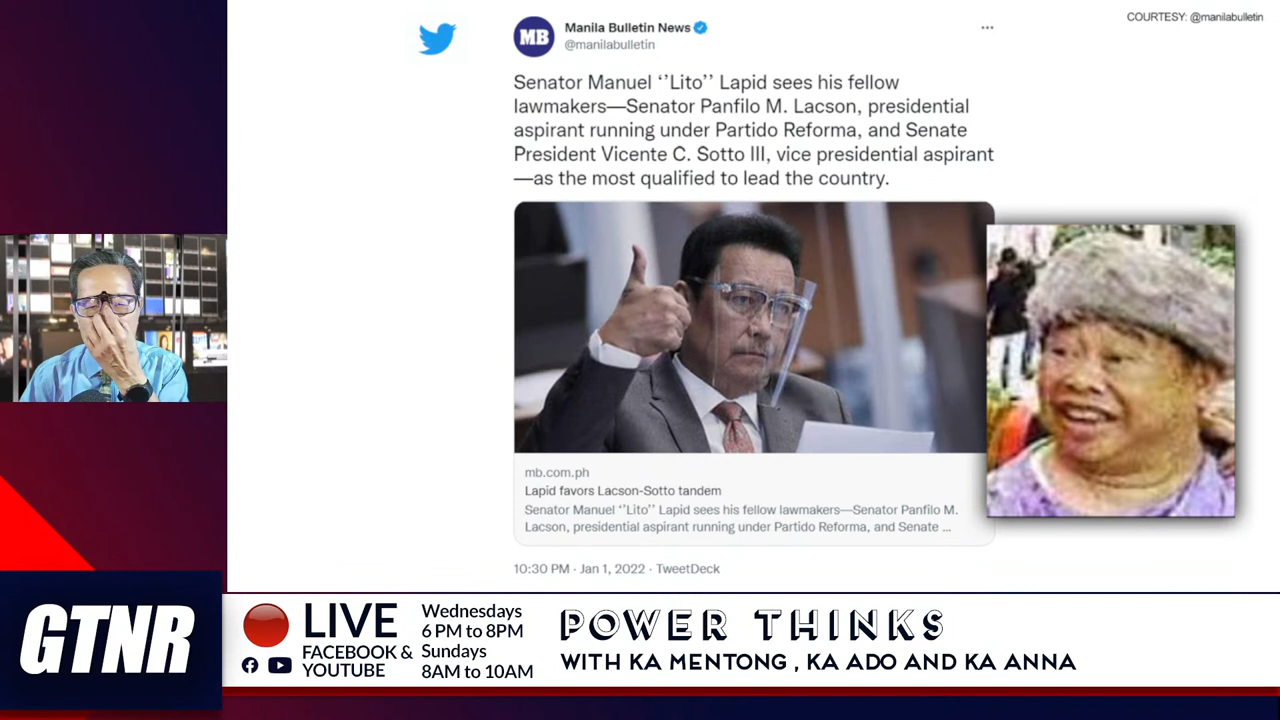 COURTESY: @manilabulletin
MB
Manila Bulletin News
@manilabulletin
Senator Manuel ‘’Lito’’ Lapid sees his fellow
lawmakers—Senator Panfilo M. Lacson, presidential
aspirant running under Partido Reforma, and Senate
President Vicente C. Sotto III, vice presidential aspirant
—as the most qualified to lead the country.
mb.com.ph
Lapid favors Lacson-Sotto tandem
Senator Manuel ‘’Lito’’ Lapid sees his fellow lawmakers—Senator Panfilo M.
Lacson, presidential aspirant running under Partido Reforma, and Senate ...
10:30 PM · Jan 1, 2022 · TweetDeck
GTNR
LIVE
FACEBOOK &
YOUTUBE
Wednesdays
6 PM to 8PM
Sundays
8AM to 10AM
POWER THINKS
WITH KA MENTONG , KA ADO AND KA ANNA